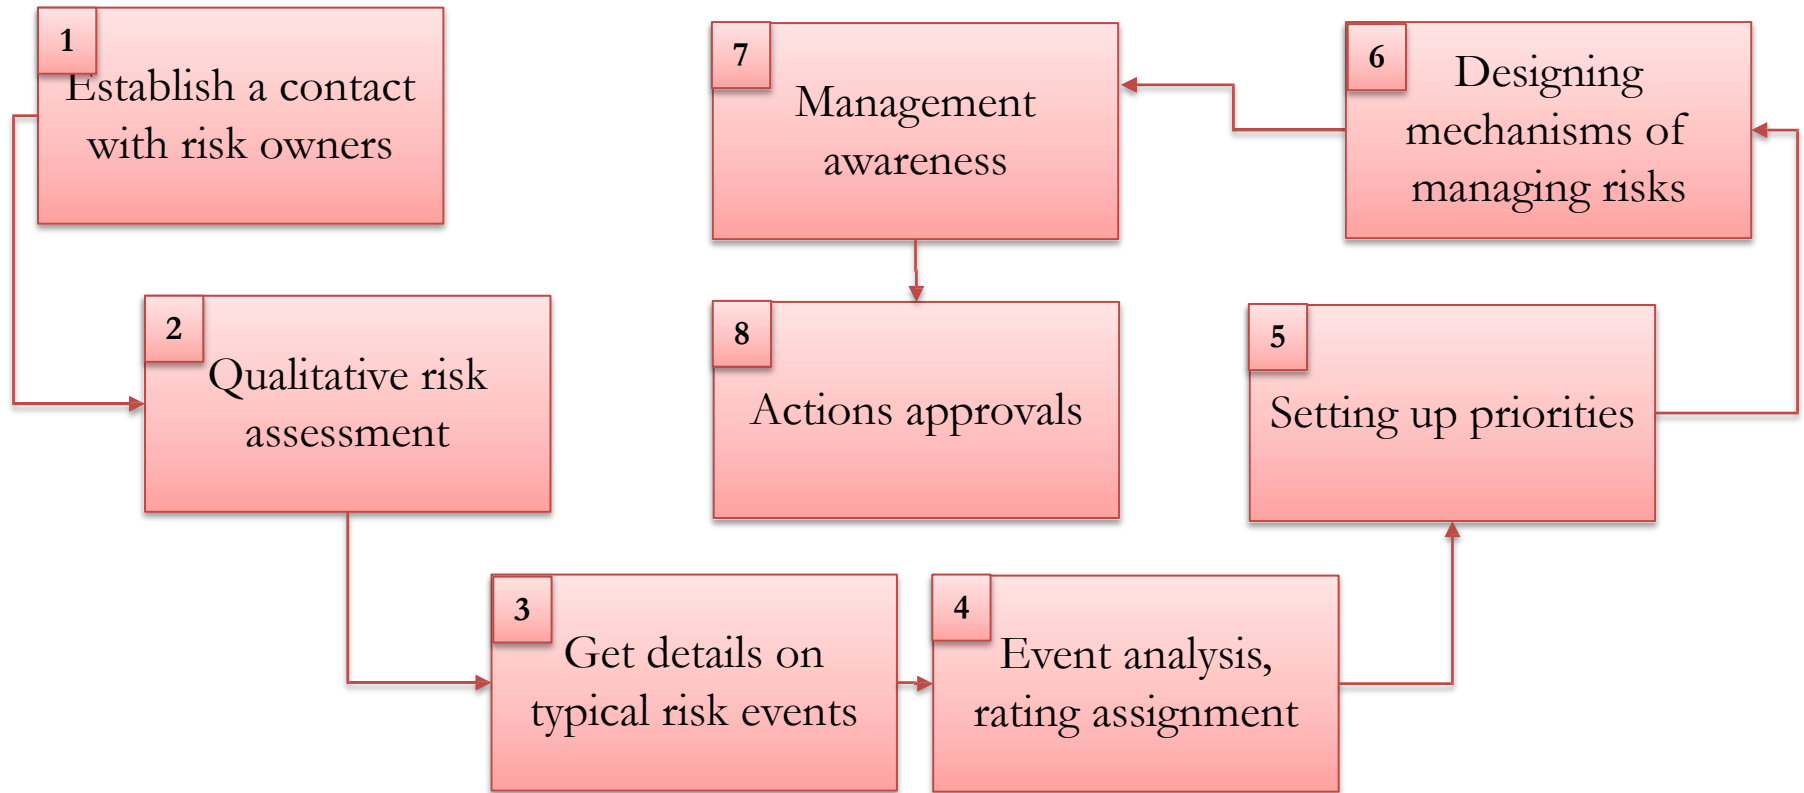 1
Establish a contact
with risk owners
2
Qualitative risk
assessment
3
Get details on
typical risk events
4
Event analysis,
rating assignment
5
Setting up priorities
6
Designing
mechanisms of
managing risks
7
Management
awareness
8
Actions approvals